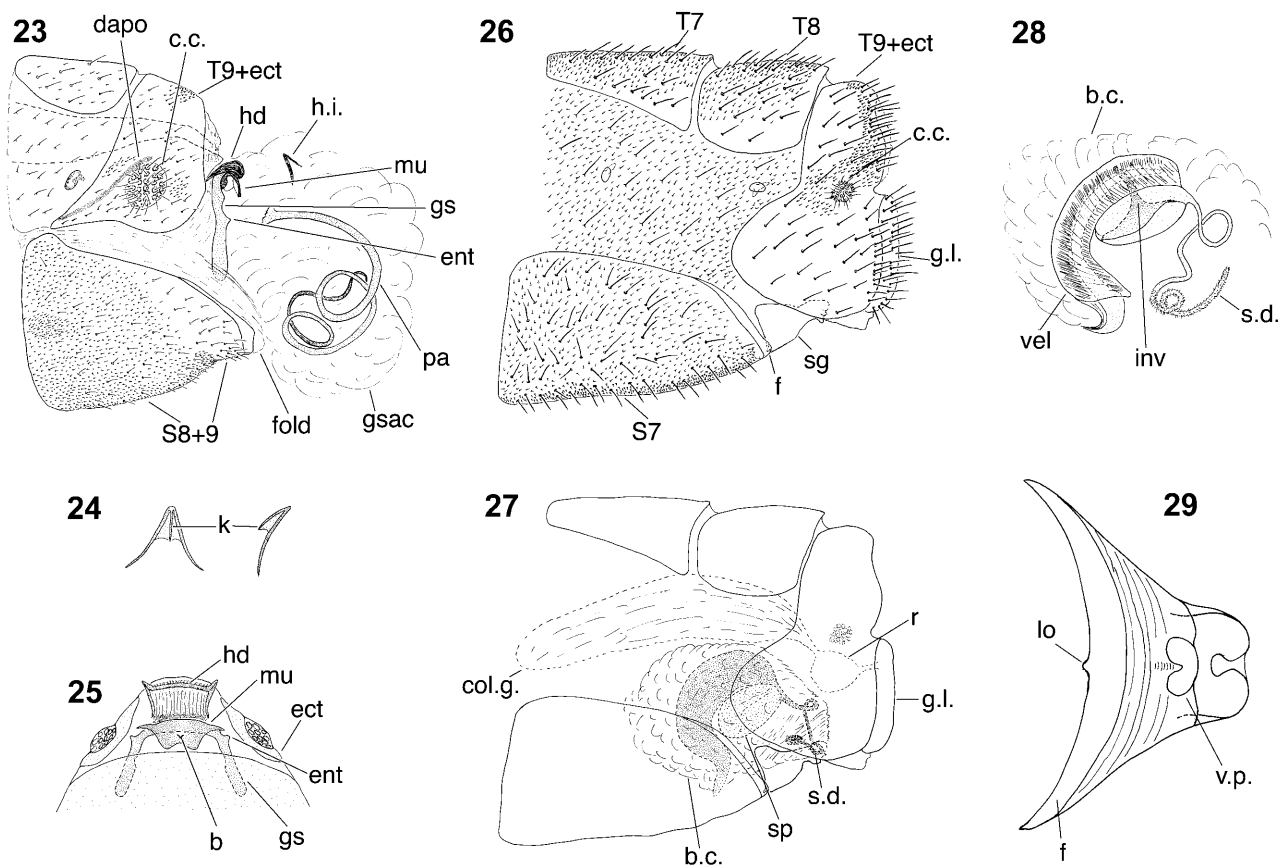 23
dapo
c.c.
T9+ect
hd
h.i.
mu
gs
ent
pa
gsac
fold
S8+9
26
T7
T8
T9+ect
c.c.
g.l.
sg
f
S7
28
b.c.
vel
inv
s.d.
24
k
25
hd
mu
ect
ent
gs
b
27
col.g.
r
g.l.
s.d.
sp
b.c.
29
lo
v.p.
f